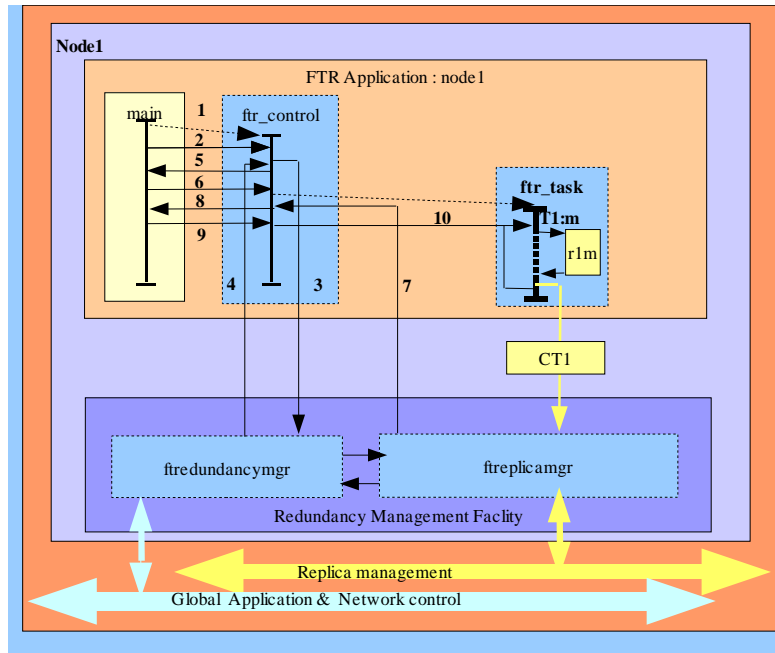 Node1
FTR Application : node1
main
1
ftr_control
2
5
6
8
9
ftr_task
T1:m
10
r1m
4
3
7
CT1
ftredundancymgr
ftreplicamgr
Redundancy Management Faclity
Replica management
Global Application & Network control